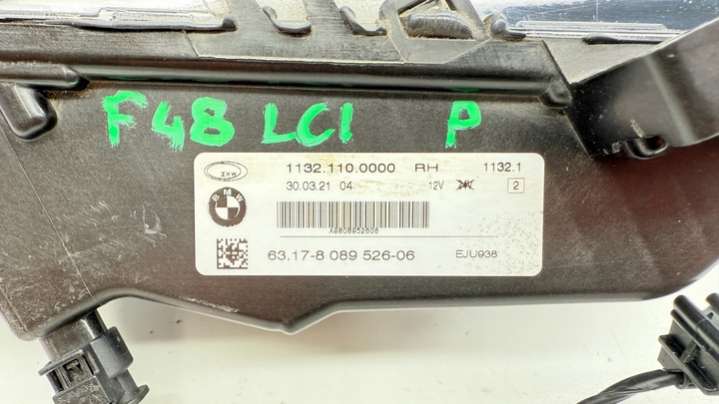 F48 LCI P
1132.110.0000 RH 1132.1
30.03.21 04 12V 2
BMW
63.17-8 089 526-06 EJU938